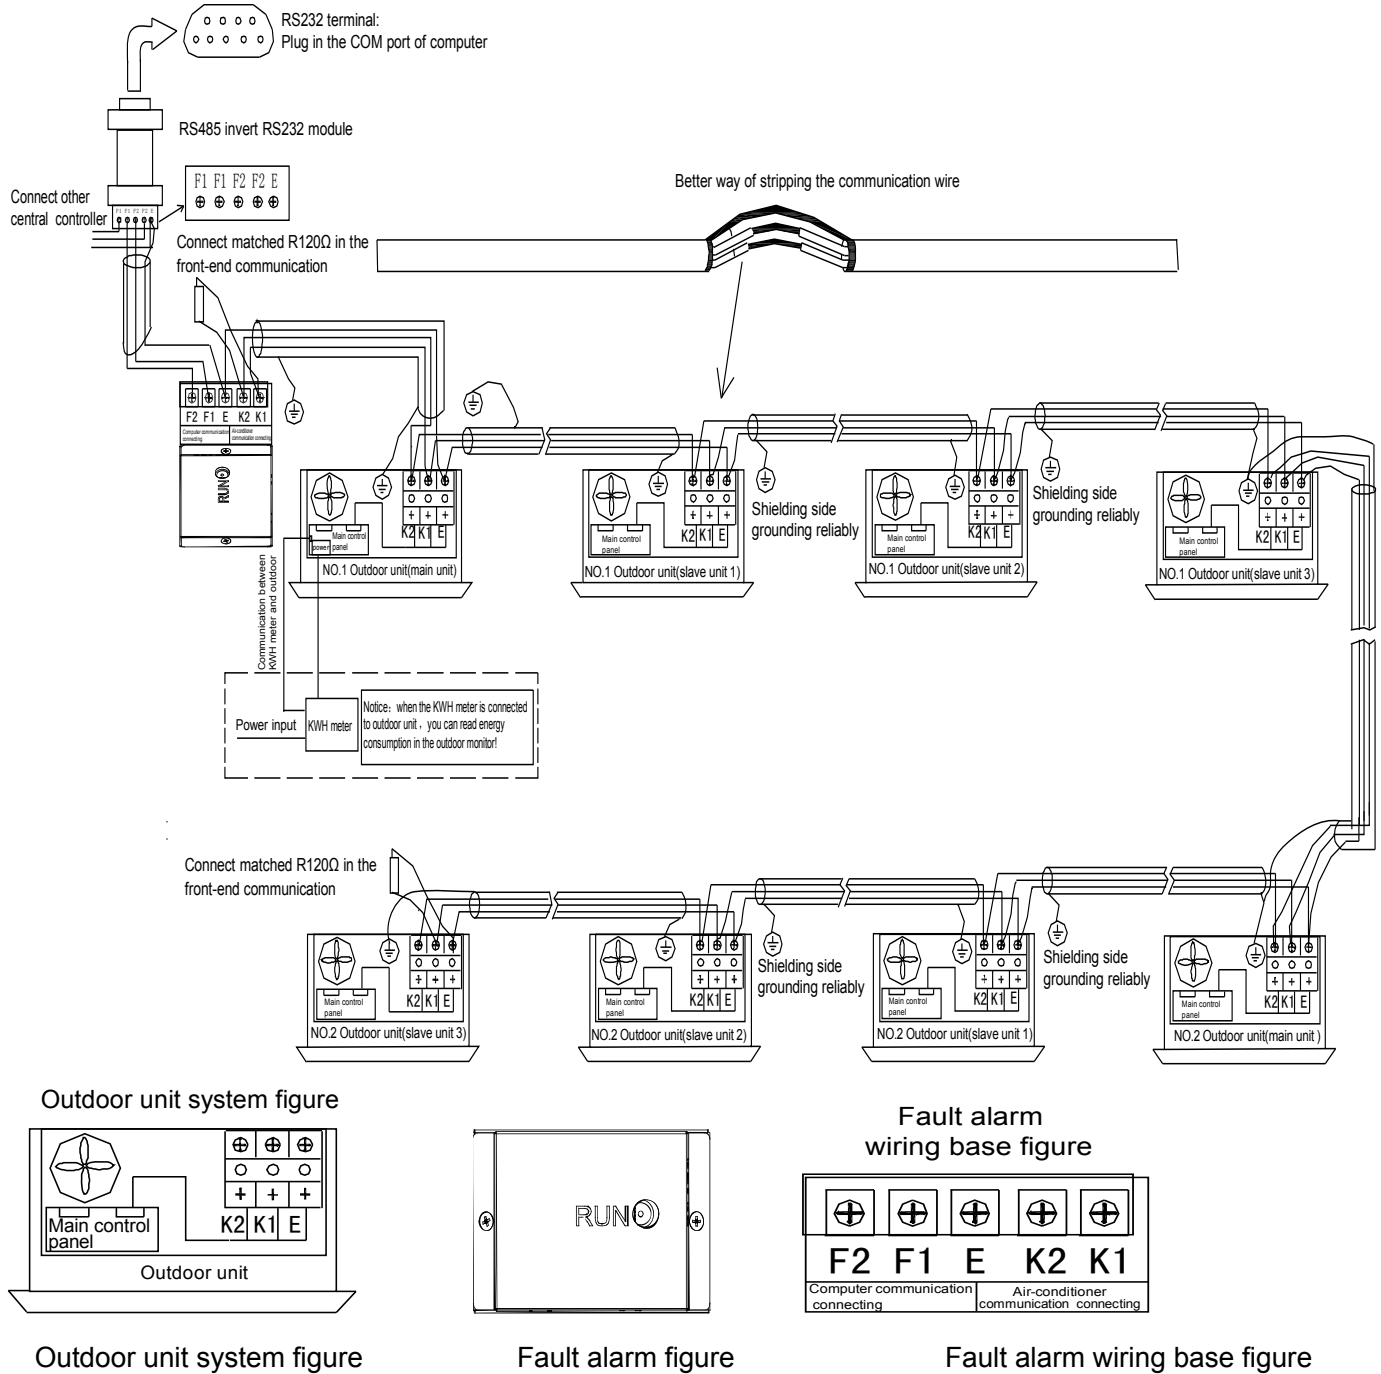 RS232 terminal:
Plug in the COM port of computer
RS485 invert RS232 module
F1 F1 F2 F2 E
Connect other
central controller
F1 F1 F2 F2 E
Better way of stripping the communication wire
Connect matched R120Ω in the
front-end communication
F2 F1 E K2 K1
Computer communication
connecting
Air-conditioner
communication connecting
RUN
Main control
panel
power
K2 K1 E
NO.1 Outdoor unit(main unit)
Main control
panel
K2 K1 E
NO.1 Outdoor unit(slave unit 1)
Shielding side
grounding reliably
Main control
panel
K2 K1 E
NO.1 Outdoor unit(slave unit 2)
Shielding side
grounding reliably
Main control
panel
K2 K1 E
NO.1 Outdoor unit(slave unit 3)
Communication between
KWH meter and outdoor
Power input
KWH meter
Notice: when the KWH meter is connected
to outdoor unit , you can read energy
consumption in the outdoor monitor!
Connect matched R120Ω in the
front-end communication
Main control
panel
K2 K1 E
NO.2 Outdoor unit(slave unit 3)
Main control
panel
K2 K1 E
NO.2 Outdoor unit(slave unit 2)
Shielding side
grounding reliably
Main control
panel
K2 K1 E
NO.2 Outdoor unit(slave unit 1)
Shielding side
grounding reliably
Main control
panel
K2 K1 E
NO.2 Outdoor unit(main unit )
Outdoor unit system figure
Main control
panel
K2 K1 E
Outdoor unit
Outdoor unit system figure
RUN
Fault alarm figure
Fault alarm
wiring base figure
F2 F1 E K2 K1
Computer communication
connecting
Air-conditioner
communication connecting
Fault alarm wiring base figure